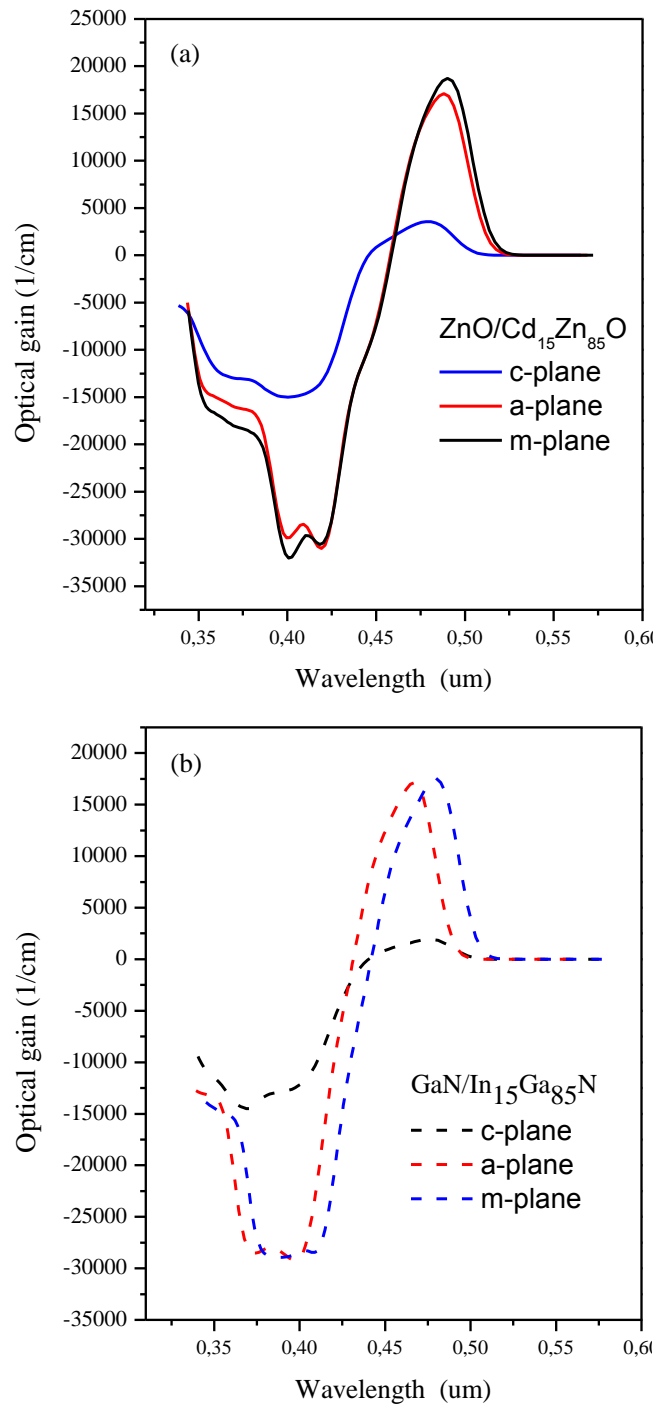 25000
(a)
20000
15000
10000
5000
0
-5000
-10000
-15000
-20000
-25000
-30000
-35000
Optical gain (1/cm)
ZnO/Cd₁₅Zn₈₅O
c-plane
a-plane
m-plane
0,35 0,40 0,45 0,50 0,55 0,60
Wavelength (um)
(b)
20000
15000
10000
5000
0
-5000
-10000
-15000
-20000
-25000
-30000
-35000
Optical gain (1/cm)
GaN/In₁₅Ga₈₅N
c-plane
a-plane
m-plane
0,35 0,40 0,45 0,50 0,55 0,60
Wavelength (um)